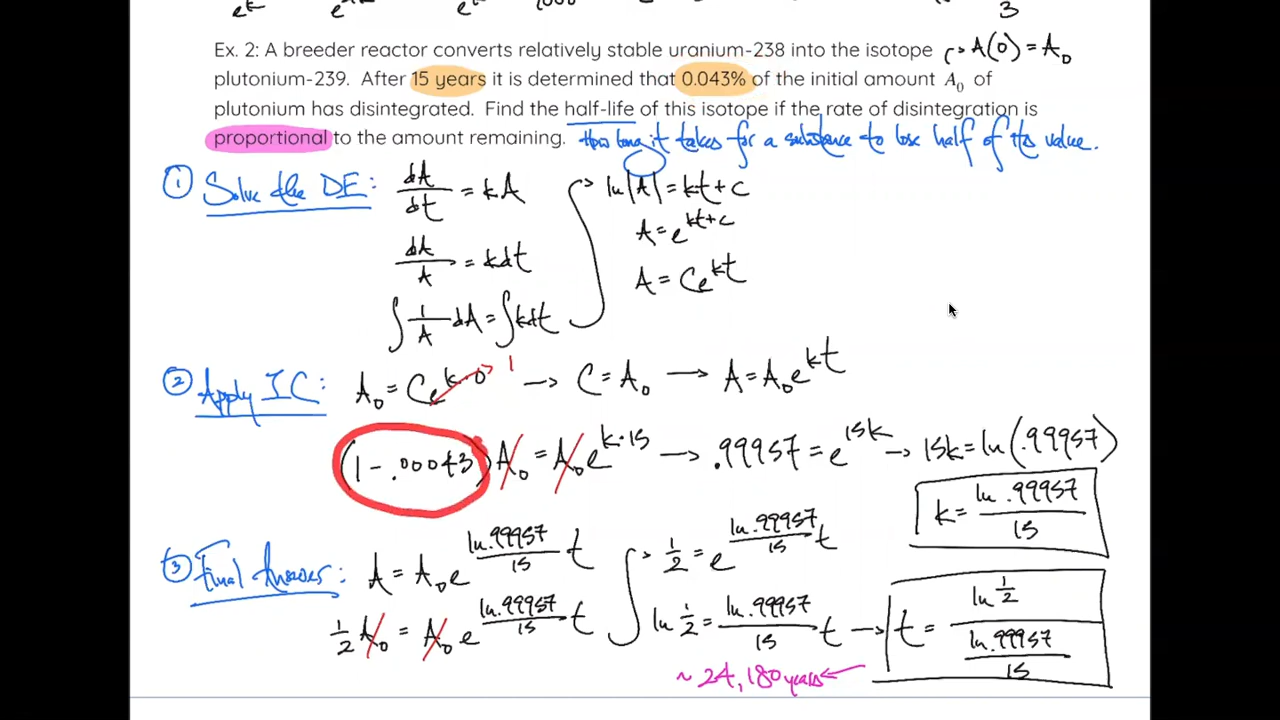 Ex. 2: A breeder reactor converts relatively stable uranium-238 into the isotope A(0) = A₀
plutonium-239. After 15 years it is determined that 0.043% of the initial amount A₀ of
plutonium has disintegrated. Find the half-life of this isotope if the rate of disintegration is
proportional to the amount remaining. How long it takes for a substance to lose half of its value.
① Solve the DE: dA/dt = kA
dA/A = kdt
∫ 1/A dA = ∫ kdt
ln|A| = kt + c
A = e^(kt+c)
A = Ce^(kt)
② Apply IC: A₀ = Ce^(k·0) 1 → C = A₀ → A = A₀e^(kt)
(1 - .00043) A₀ = A₀e^(k·15) → .99957 = e^(15k) → 15k = ln(.99957)
k = ln .99957 / 15
③ Final Answer: A = A₀e^((ln .99957 / 15) t)
1/2 A₀ = A₀e^((ln .99957 / 15) t)
1/2 = e^((ln .99957 / 15) t)
ln 1/2 = (ln .99957 / 15) t → t = ln 1/2 / (ln .99957 / 15)
~ 24,180 years ←